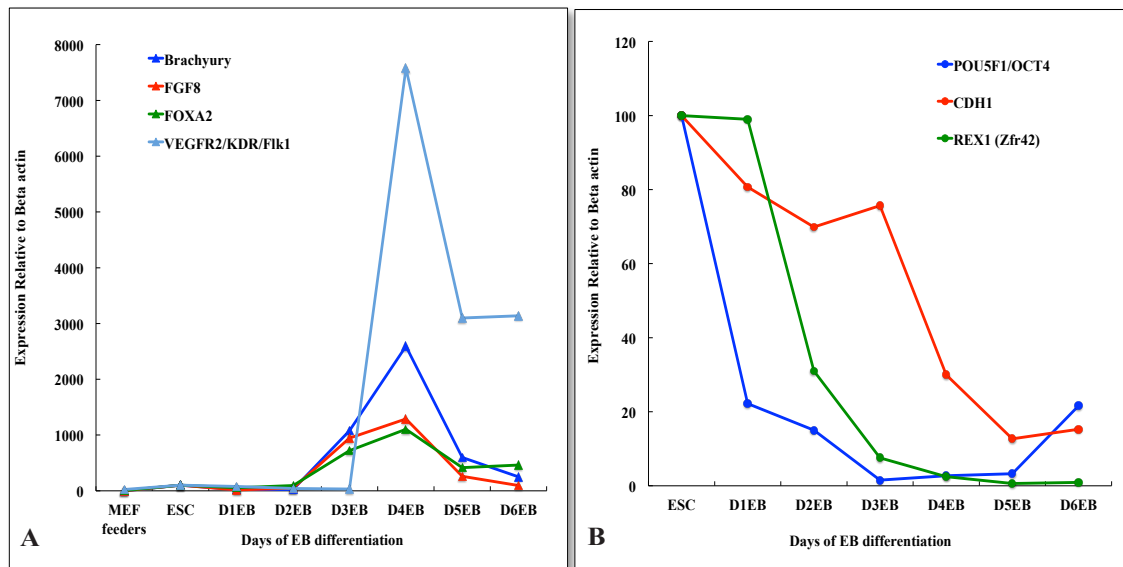 8000
7000
6000
5000
4000
3000
2000
1000
0
Expression Relative to Beta actin
Brachyury
FGF8
FOXA2
VEGFR2/KDR/Flk1
MEF feeders
ESC
D1EB
D2EB
D3EB
D4EB
D5EB
D6EB
Days of EB differentiation
A
120
100
80
60
40
20
0
Expression Relative to Beta actin
POU5F1/OCT4
CDH1
REX1 (Zfr42)
ESC
D1EB
D2EB
D3EB
D4EB
D5EB
D6EB
Days of EB differentiation
B